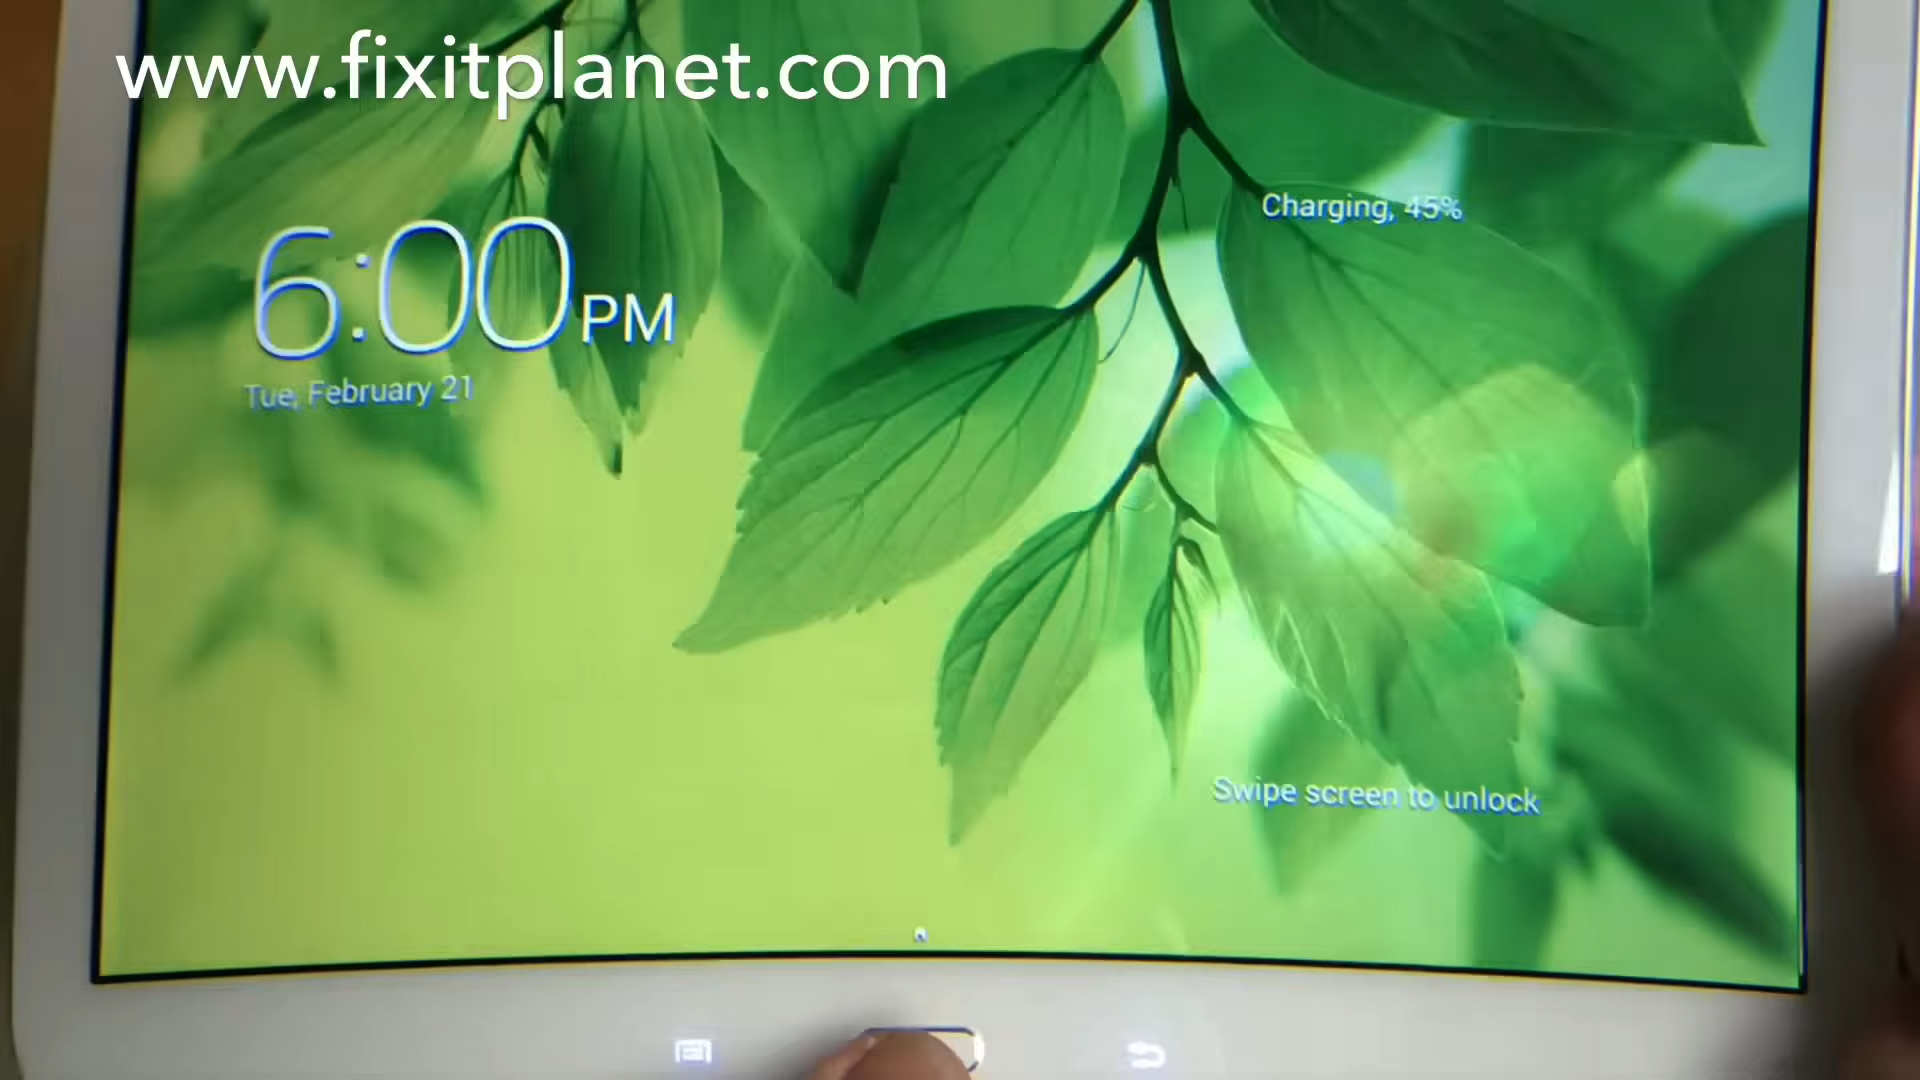 www.fixitplanet.com
Charging, 45%
6:00 PM
Tue, February 21
Swipe screen to unlock